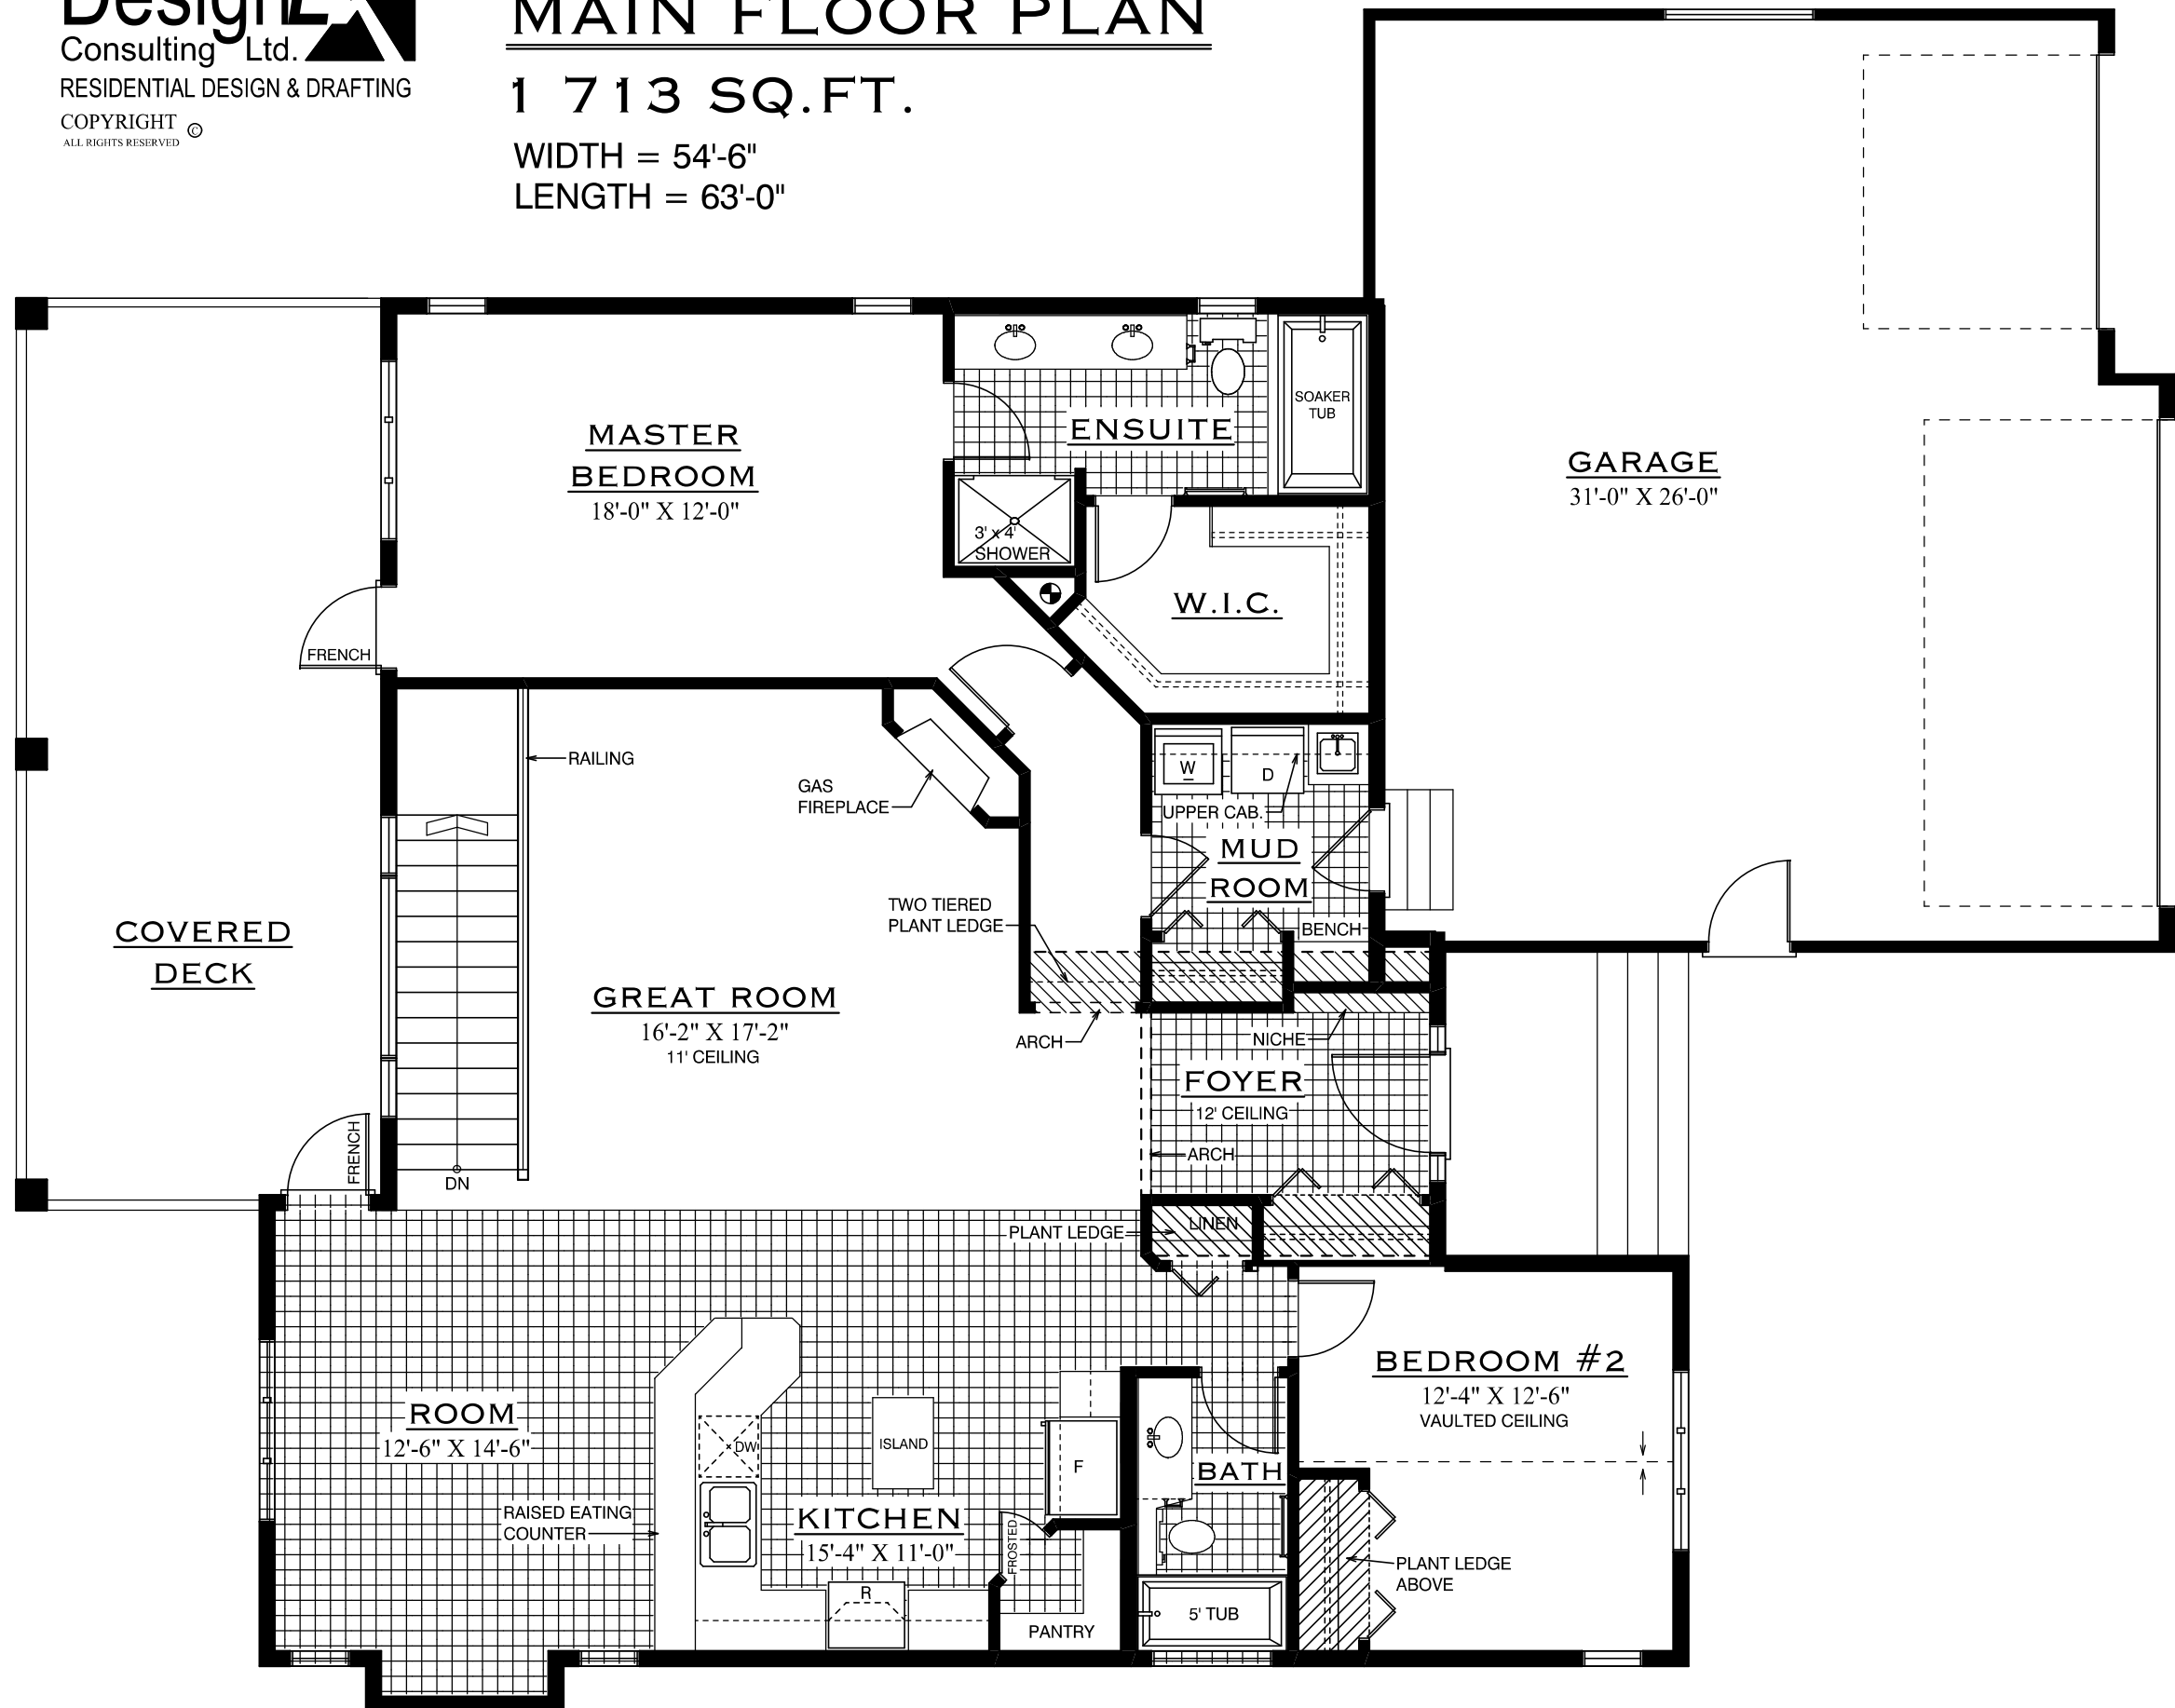 Design
Consulting Ltd.
RESIDENTIAL DESIGN & DRAFTING
COPYRIGHT ©
ALL RIGHTS RESERVED
MAIN FLOOR PLAN
1 713 SQ.FT.
WIDTH = 54'-6"
LENGTH = 63'-0"
MASTER
BEDROOM
18'-0" X 12'-0"
ENSUITE
SOAKER
TUB
3' x 4'
SHOWER
W.I.C.
GARAGE
31'-0" X 26'-0"
FRENCH
RAILING
GAS
FIREPLACE
W
D
UPPER CAB.
MUD
ROOM
BENCH
TWO TIERED
PLANT LEDGE
COVERED
DECK
GREAT ROOM
16'-2" X 17'-2"
11' CEILING
ARCH
NICHE
FOYER
12' CEILING
ARCH
FRENCH
DN
PLANT LEDGE
LINEN
ROOM
12'-6" X 14'-6"
RAISED EATING
COUNTER
DW
ISLAND
F
KITCHEN
15'-4" X 11'-0"
FROSTED
R
PANTRY
BATH
5' TUB
BEDROOM #2
12'-4" X 12'-6"
VAULTED CEILING
PLANT LEDGE
ABOVE